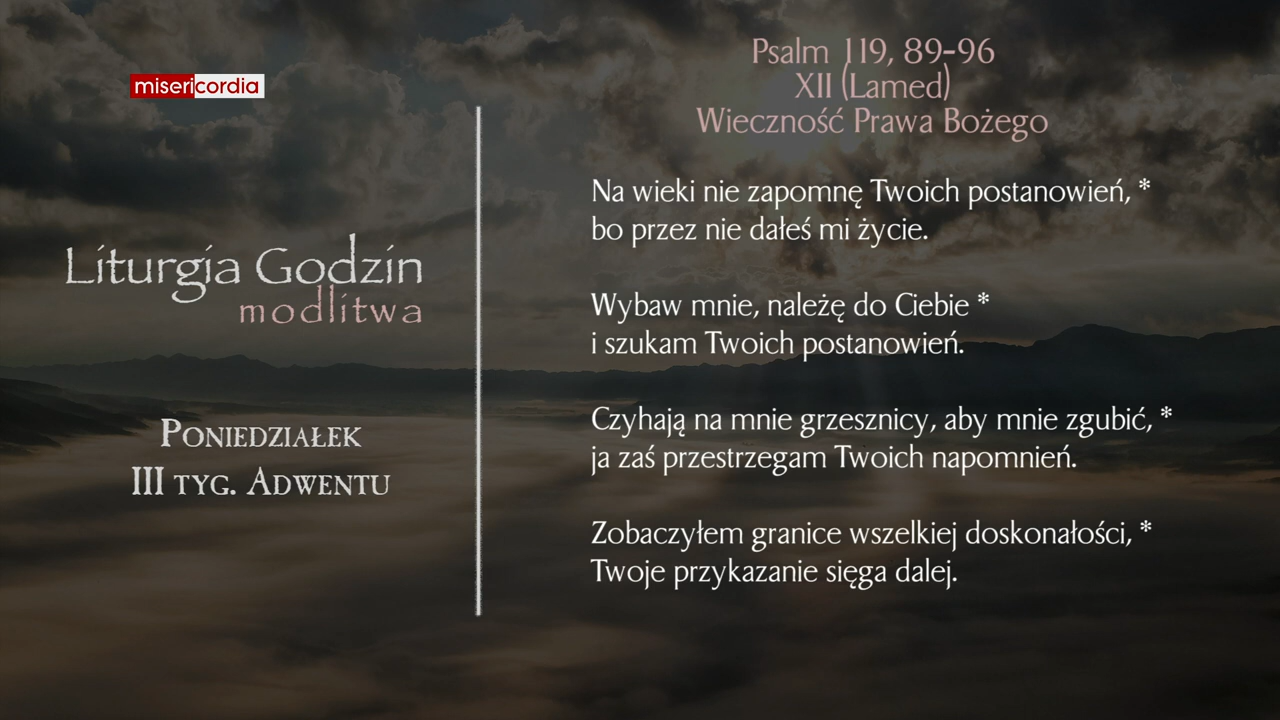 misericordia
Liturgia Godzin
modlitwa
Poniedziałek
III tyg. Adwentu
Psalm 119, 89-96
XII (Lamed)
Wieczność Prawa Bożego
Na wieki nie zapomnę Twoich postanowień, *
bo przez nie dałeś mi życie.
Wybaw mnie, należę do Ciebie *
i szukam Twoich postanowień.
Czyhają na mnie grzesznicy, aby mnie zgubić, *
ja zaś przestrzegam Twoich napomnień.
Zobaczyłem granice wszelkiej doskonałości, *
Twoje przykazanie sięga dalej.